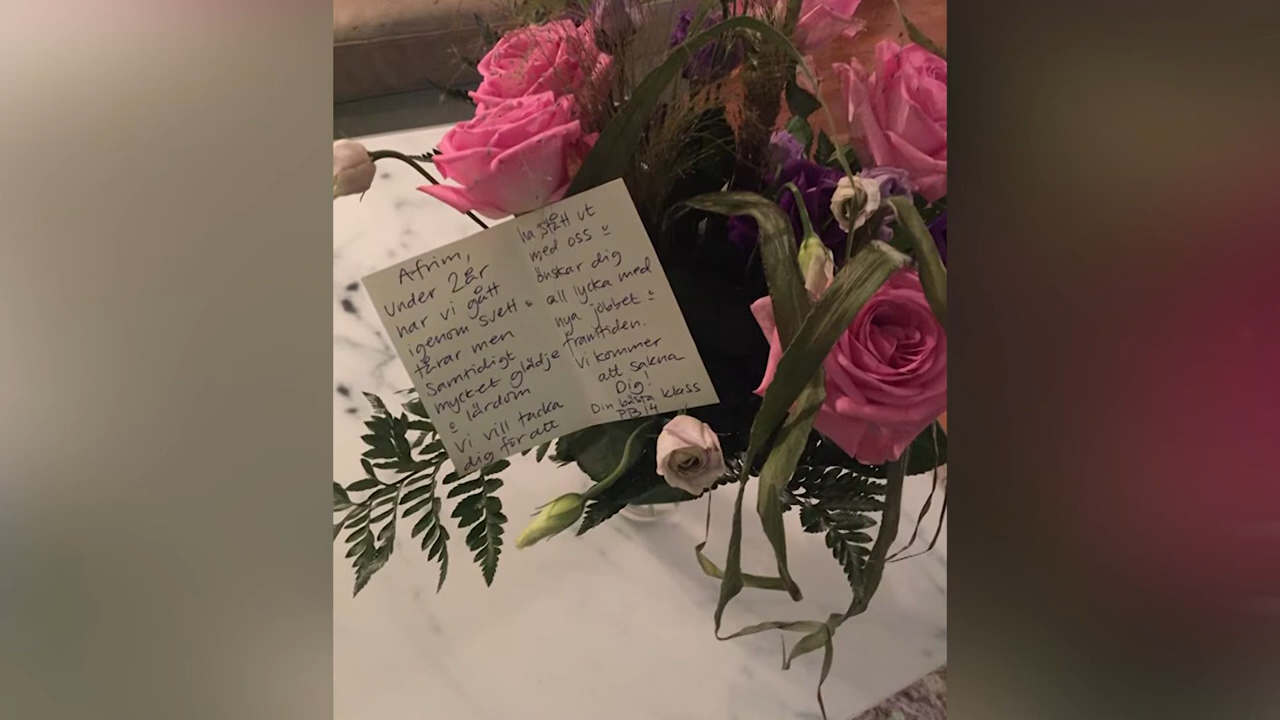 Afrim,
under 2 år
har vi gått
igenom svett &
tårar men
samtidigt
mycket glädje
& lärdom
Vi vill tacka
dig för att
ha stått ut
med oss &
önskar dig
all lycka med
nya jobbet &
framtiden.
Vi kommer
att sakna
Dig!
Din bästa klass
PB14